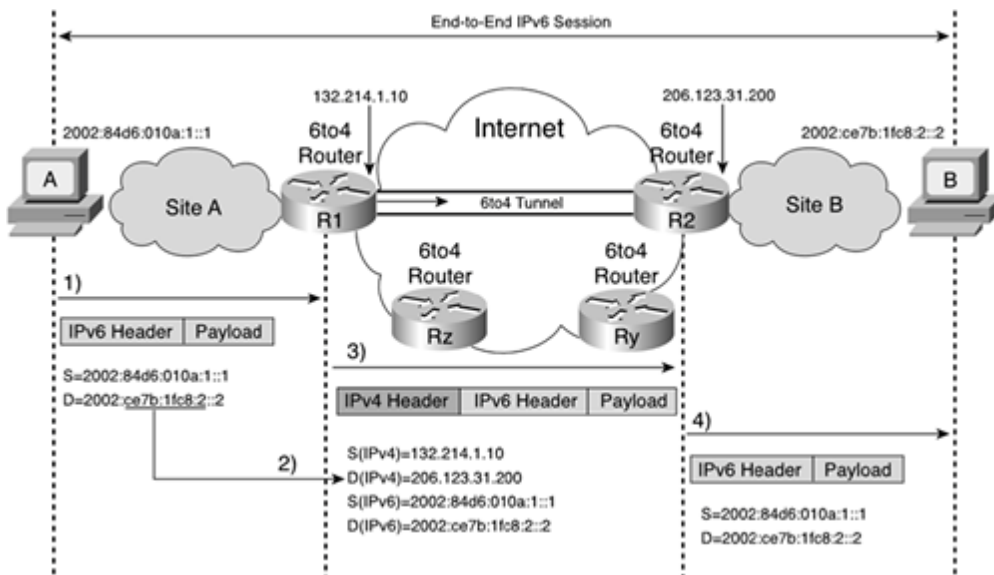 End-to-End IPv6 Session
132.214.1.10
206.123.31.200
2002:84d6:010a:1::1
6to4
Router
Internet
6to4
Router
2002:ce7b:1fc8:2::2
A
Site A
R1
6to4 Tunnel
R2
Site B
B
6to4
Router
6to4
Router
Rz
Ry
1)
IPv6 Header
Payload
S=2002:84d6:010a:1::1
D=2002:ce7b:1fc8:2::2
2)
3)
IPv4 Header
IPv6 Header
Payload
S(IPv4)=132.214.1.10
D(IPv4)=206.123.31.200
S(IPv6)=2002:84d6:010a:1::1
D(IPv6)=2002:ce7b:1fc8:2::2
4)
IPv6 Header
Payload
S=2002:84d6:010a:1::1
D=2002:ce7b:1fc8:2::2